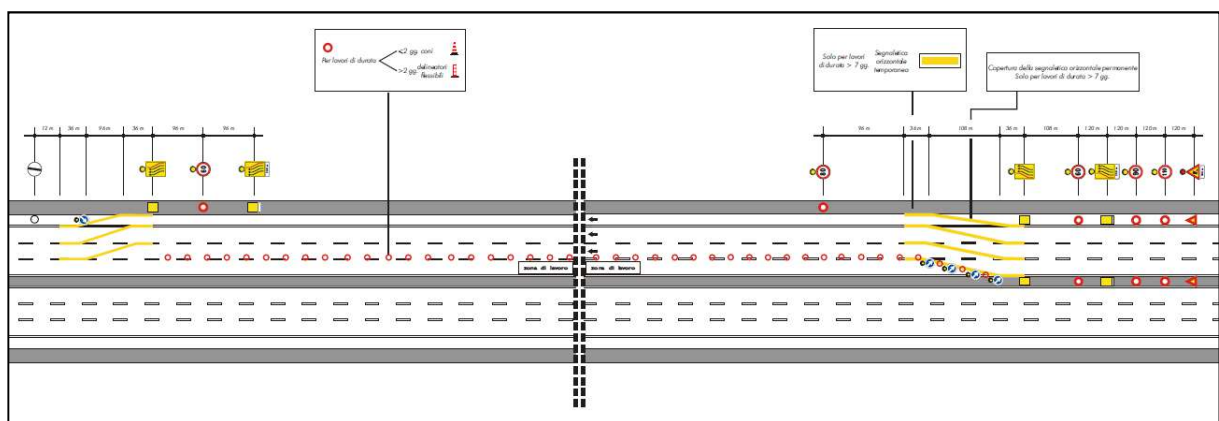 Per lavori di durata
<2 gg. coni
>2 gg. delineatori
flessibili
Solo per lavori
di durata > 7 gg.
Segnaletica
orizzontale
temporanea
Copertura della segnaletica orizzontale permanente
Solo per lavori di durata > 7 gg.
12 m 36 m 96 m 36 m 96 m 96 m
96 m 36 m 108 m 36 m 108 m 120 m 120 m 120 m 120 m
zona di lavoro
zona di lavoro